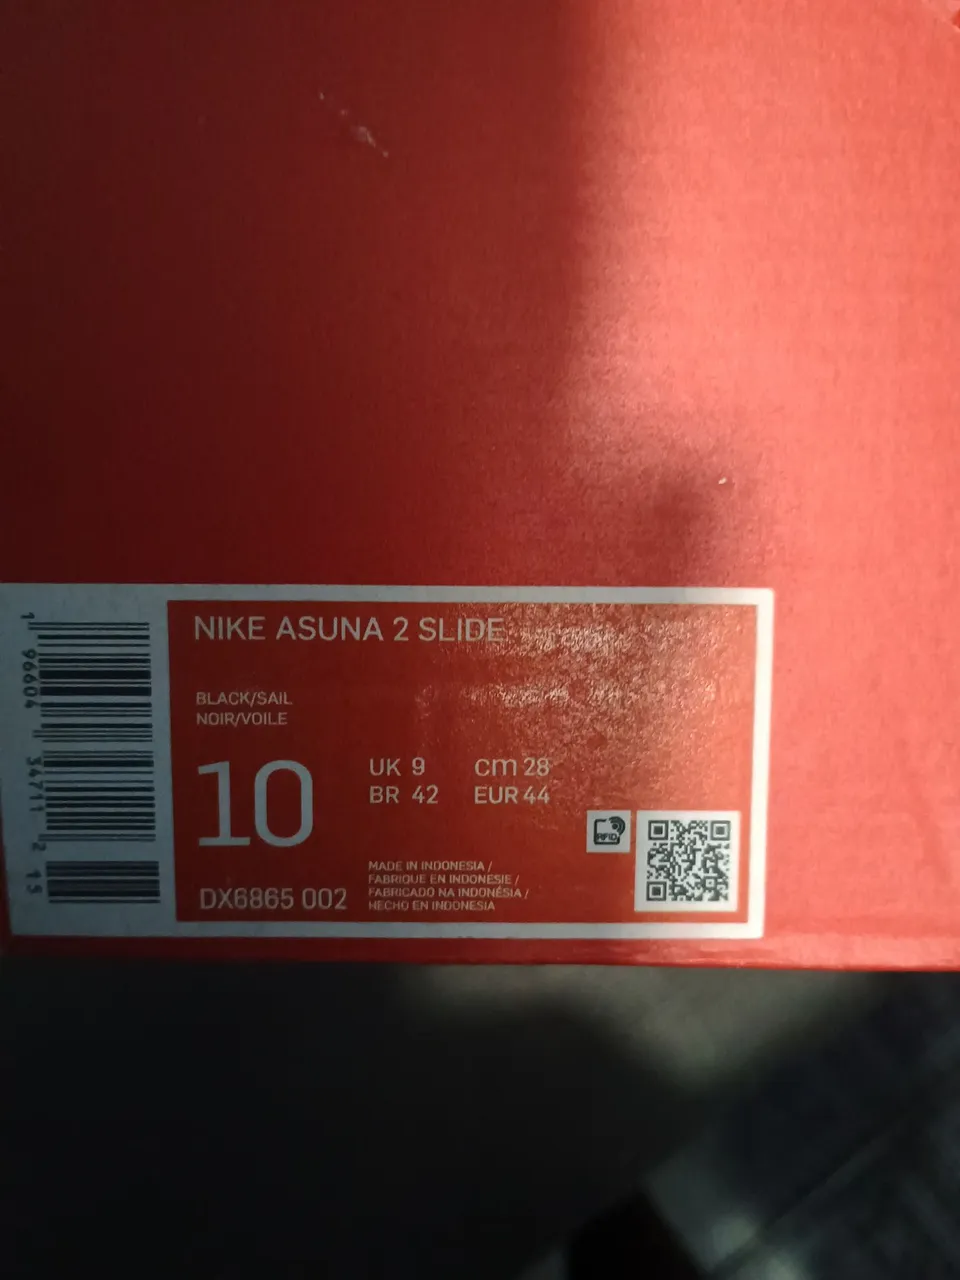 NIKE ASUNA 2 SLIDE
BLACK/SAIL
NOIR/VOILE
10
UK 9 cm 28
BR 42 EUR 44
DX6865 002
MADE IN INDONESIA /
FABRIQUE EN INDONESIE /
FABRICADO NA INDONÉSIA /
HECHO EN INDONESIA
RFID
1 96604 34711 2 15